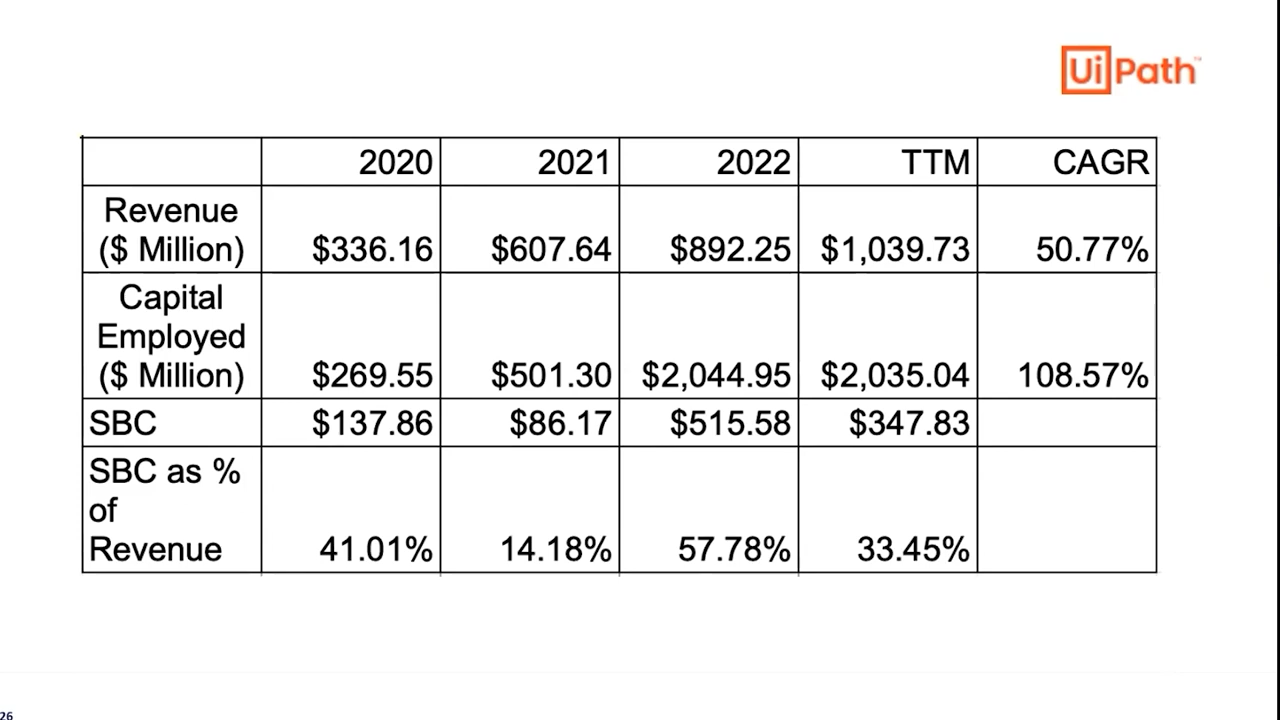 UiPath™
2020 2021 2022 TTM CAGR
Revenue
($ Million) $336.16 $607.64 $892.25 $1,039.73 50.77%
Capital
Employed
($ Million) $269.55 $501.30 $2,044.95 $2,035.04 108.57%
SBC $137.86 $86.17 $515.58 $347.83
SBC as %
of
Revenue 41.01% 14.18% 57.78% 33.45%
26